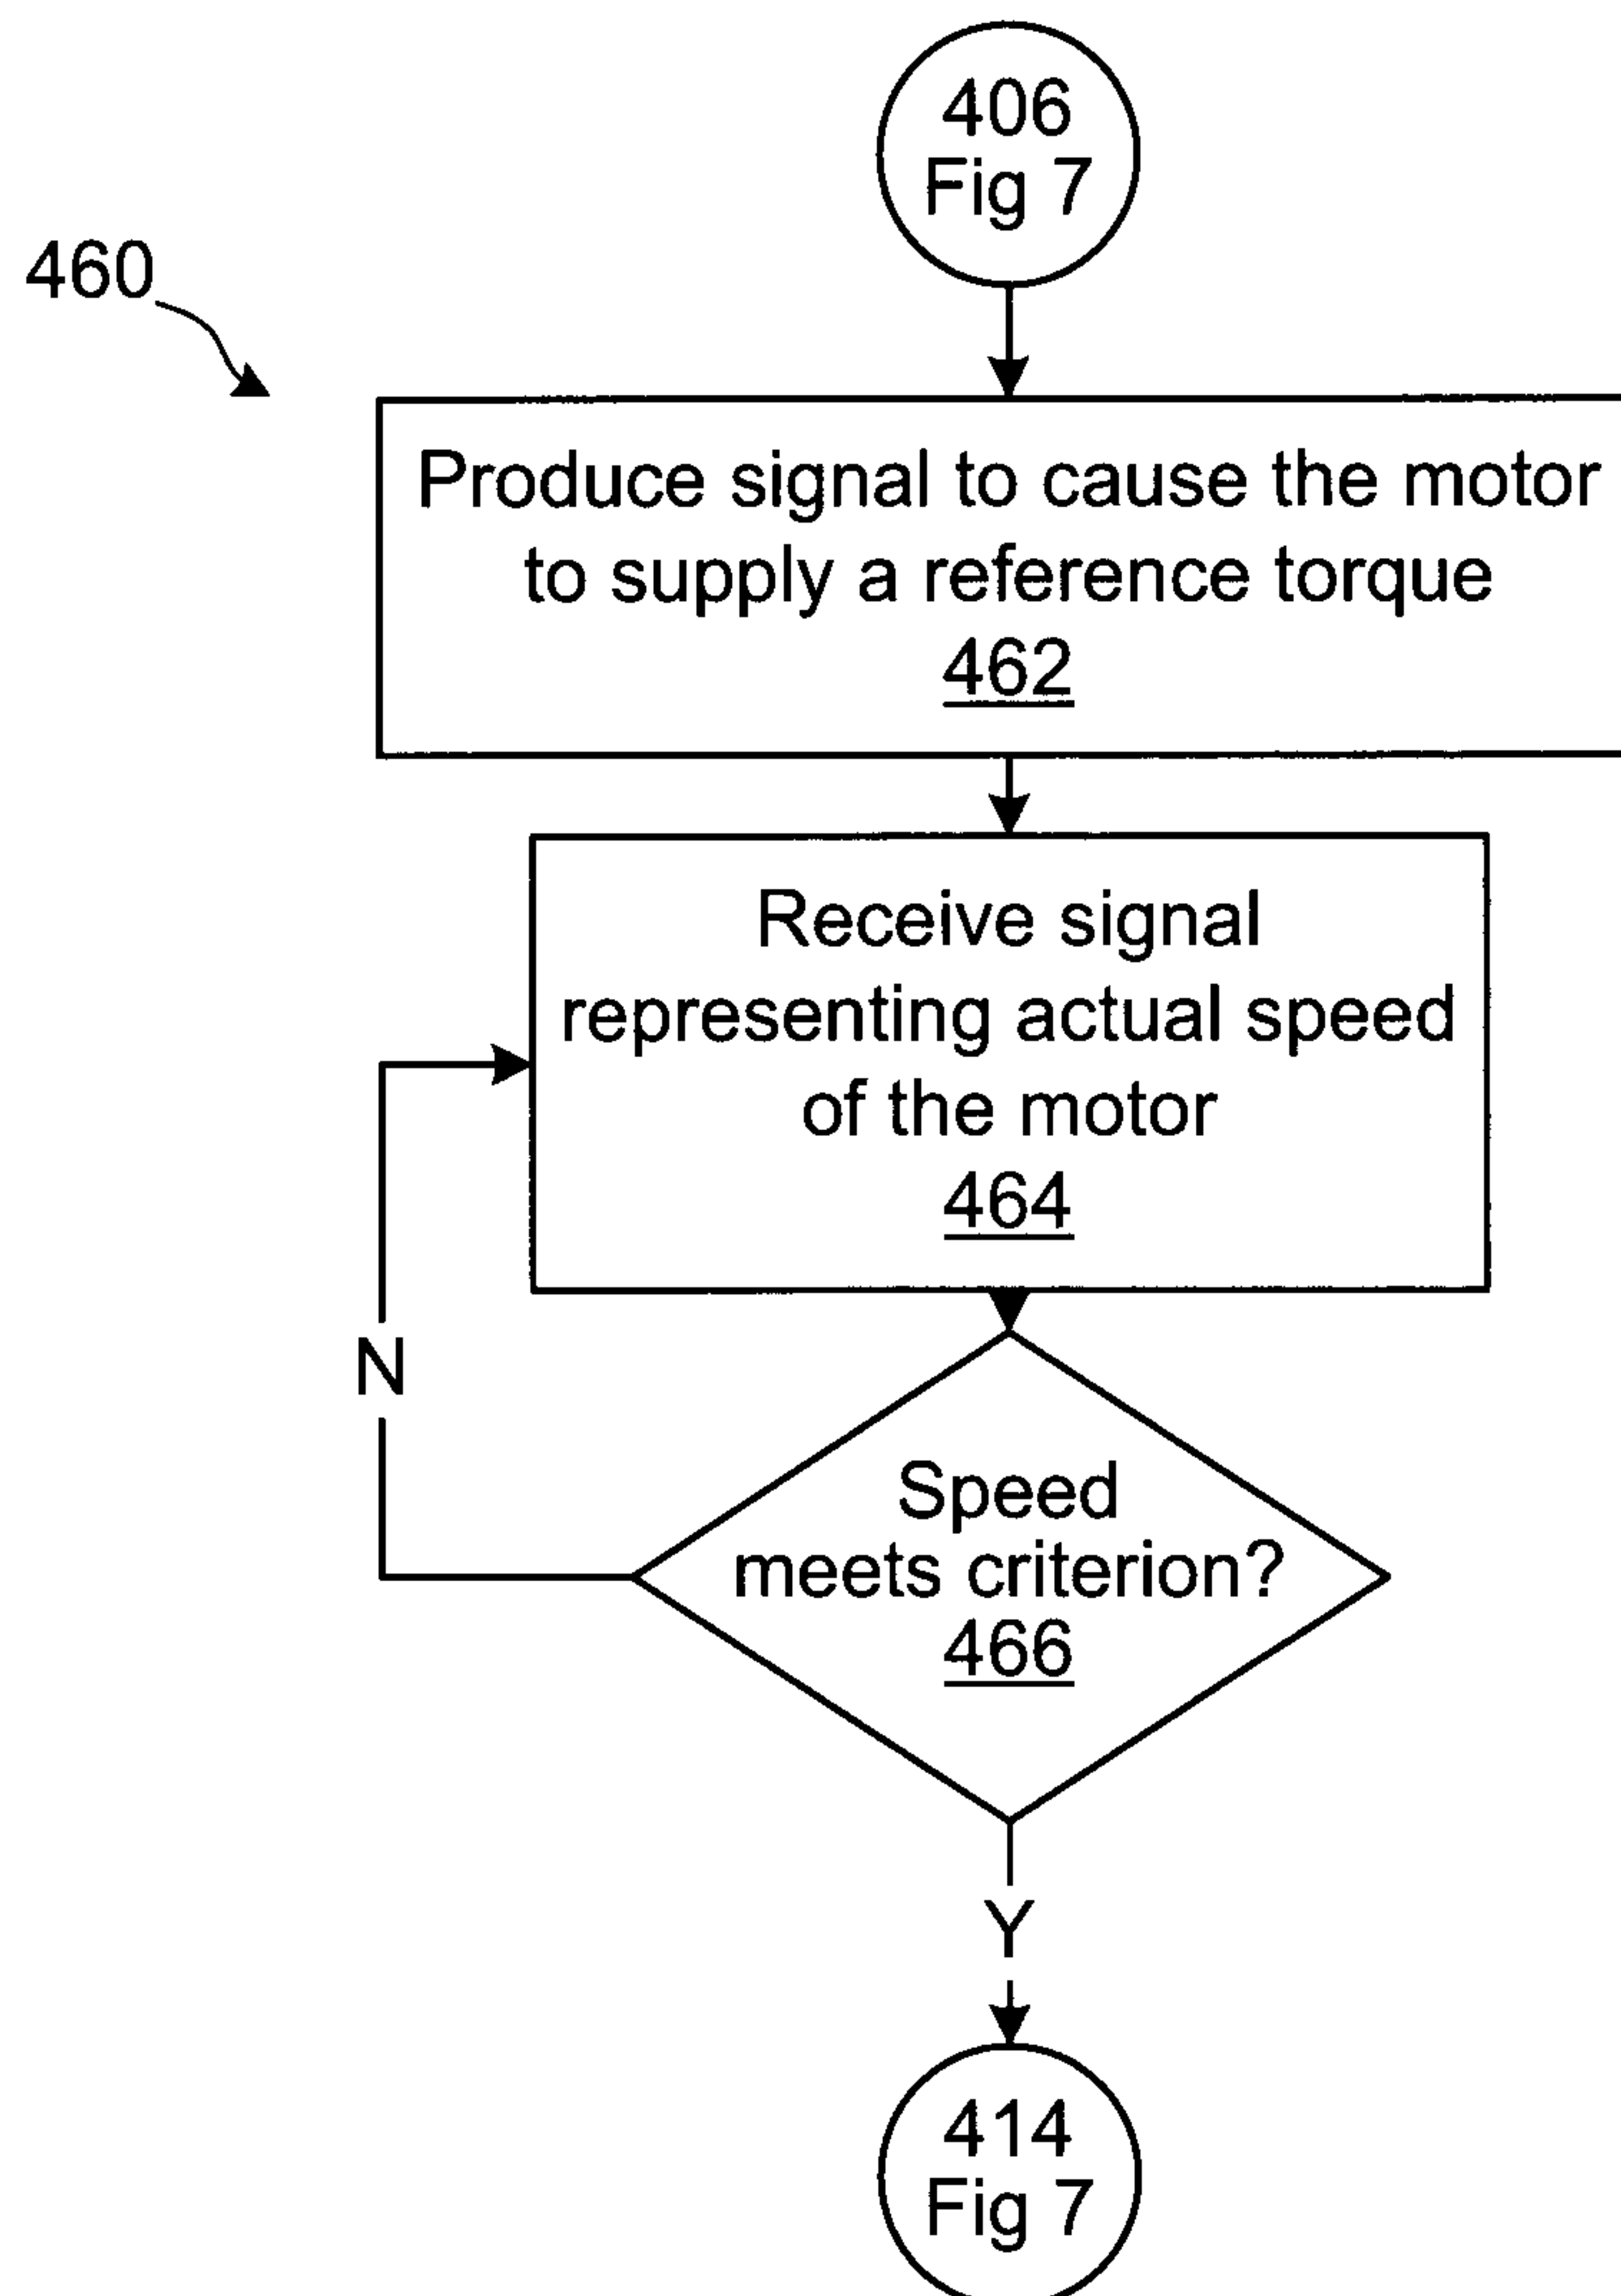 406
Fig 7
460
Produce signal to cause the motor
to supply a reference torque
462
Receive signal
representing actual speed
of the motor
464
N
Speed
meets criterion?
466
Y
414
Fig 7